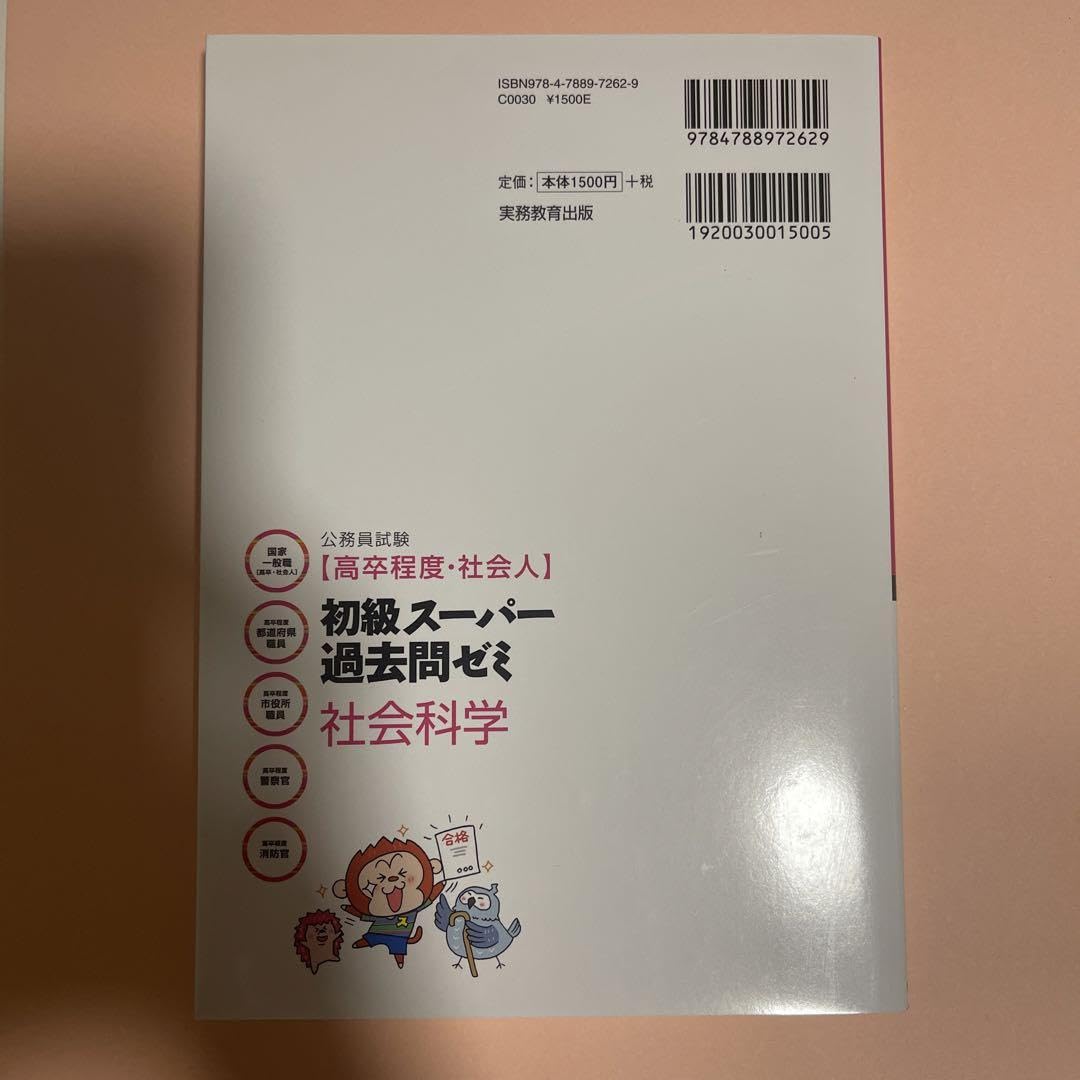 ISBN978-4-7889-7262-9
C0030 ¥1500E
9784788972629
定価：本体1500円＋税
実務教育出版
1920030015005
公務員試験
【高卒程度・社会人】
初級スーパー
過去問ゼミ
社会科学
国家
一般職
[高卒・社会人]
高卒程度
都道府県
職員
高卒程度
市役所
職員
高卒程度
警察官
高卒程度
消防官
合格
ス